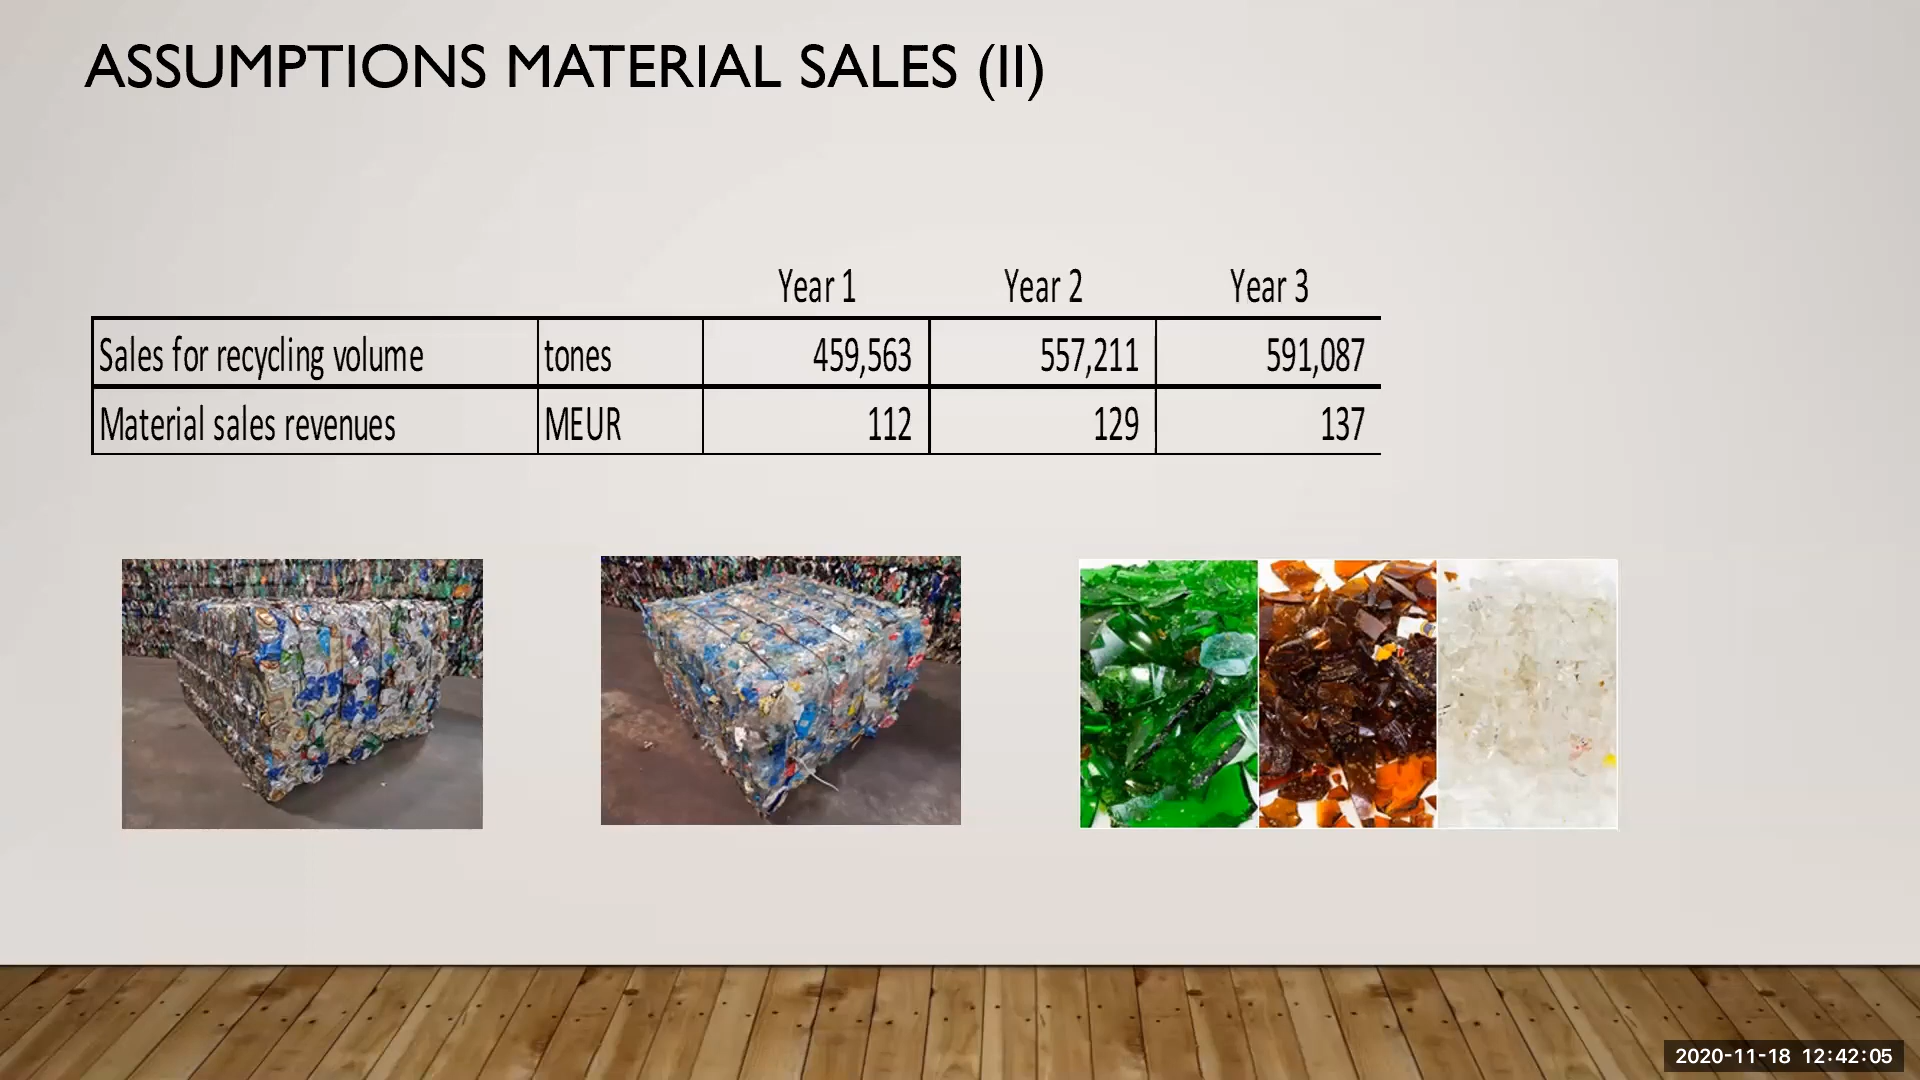 ASSUMPTIONS MATERIAL SALES (II)
Year 1 Year 2 Year 3
Sales for recycling volume tones 459,563 557,211 591,087
Material sales revenues MEUR 112 129 137
2020-11-18 12:42:05